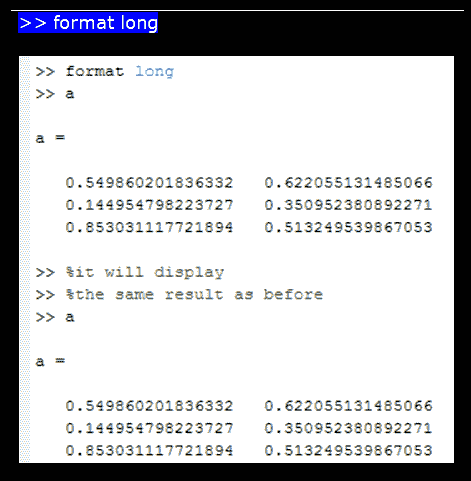 >> format long
>> format long
>> a
a =
0.549860201836332 0.622055131485066
0.144954798223727 0.350952380892271
0.853031117721894 0.513249539867053
>> %it will display
>> %the same result as before
>> a
a =
0.549860201836332 0.622055131485066
0.144954798223727 0.350952380892271
0.853031117721894 0.513249539867053